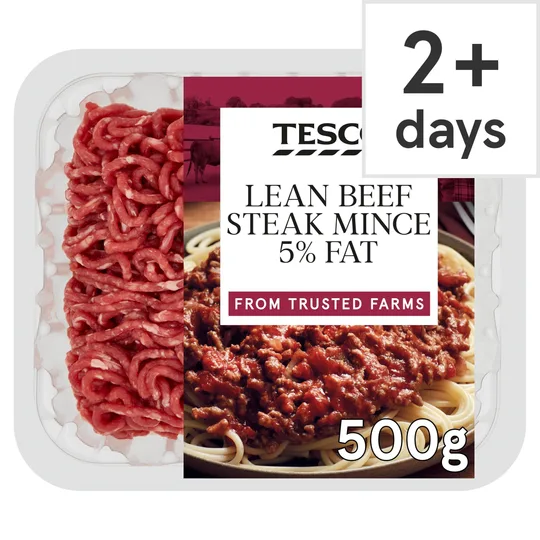 2+
days
TESCO
LEAN BEEF
STEAK MINCE
5% FAT
FROM TRUSTED FARMS
500g